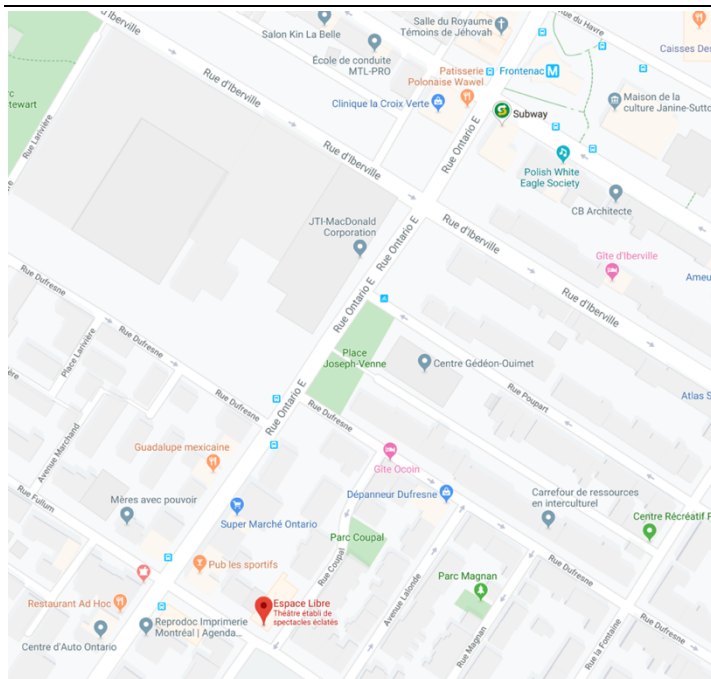 d'Iberville
Salle du Royaume
Témoins de Jéhovah
Rue du Havre
Salon Kin La Belle
École de conduite
MTL-PRO
Caisses Des
Rue d'Iberville
Patisserie
Polonaise Wawel
Frontenac
M
Clinique la Croix Verte
Maison de la
culture Janine-Sutto
Subway
Rue Larivière
Rue d'Iberville
Rue Ontario E
Polish White
Eagle Society
CB Architecte
JTI-MacDonald
Corporation
Rue Ontario E
Rue d'Iberville
Gîte d'Iberville
Ameu
Rue Dufresne
Rue Ontario E
Rue d'Iberville
Place Larivière
Rue Dufresne
Place
Joseph-Venne
Centre Gédéon-Ouimet
Rue Poupart
Atlas S
Rue Dufresne
Rue Ontario E
Rue Dufresne
Avenue Marchand
Guadalupe mexicaine
Gîte Ocoin
Rue Fullum
Mères avec pouvoir
Dépanneur Dufresne
Carrefour de ressources
en interculturel
Super Marché Ontario
Centre Récréatif P
Parc Coupal
Pub les sportifs
Rue Coupal
Parc Magnan
Rue Dufresne
Avenue Lalonde
Restaurant Ad Hoc
Espace Libre
Théâtre établi de
spectacles éclatés
Reprodoc Imprimerie
Montréal | Agenda...
Centre d'Auto Ontario
Rue Magnan
Rue la Fontaine
Rue Dufresne